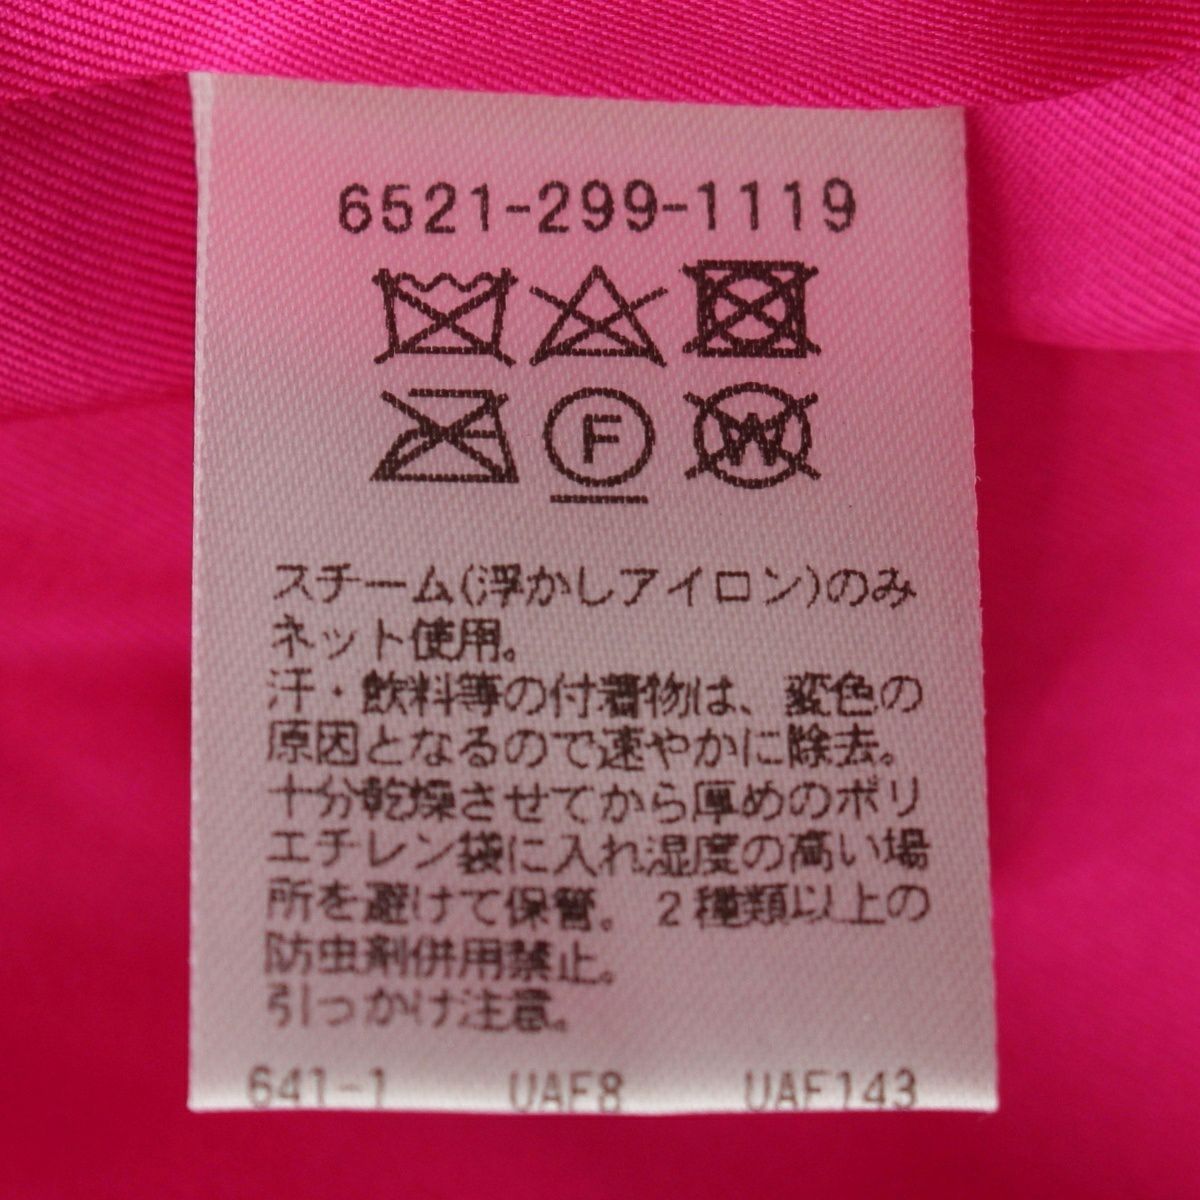 6521-299-1119
F
W
スチーム(浮かしアイロン)のみ
ネット使用。
汗・飲料等の付着物は、変色の
原因となるので速やかに除去。
十分乾燥させてから厚めのポリ
エチレン袋に入れ湿度の高い場
所を避けて保管。2種類以上の
防虫剤併用禁止。
引っかけ注意。
641-1 UAF8 UAF143